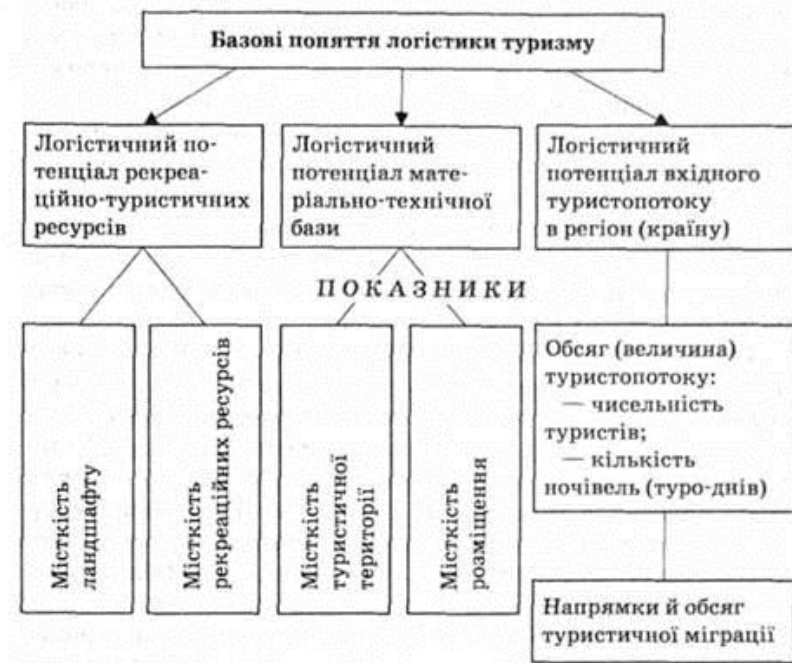 Базові поняття логістики туризму
Логістичний по-
тенціал рекреа-
ційно-туристичних
ресурсів
Логістичний
потенціал мате-
ріально-технічної
бази
Логістичний
потенціал вхідного
туристопотоку
в регіон (країну)
ПОКАЗНИКИ
Місткість
ландшафту
Місткість
рекреаційних ресурсів
Місткість
туристичної
території
Місткість
розміщення
Обсяг (величина)
туристопотоку:
— чисельність
туристів;
— кількість
ночівель (туро-днів)
Напрямки й обсяг
туристичної міграції